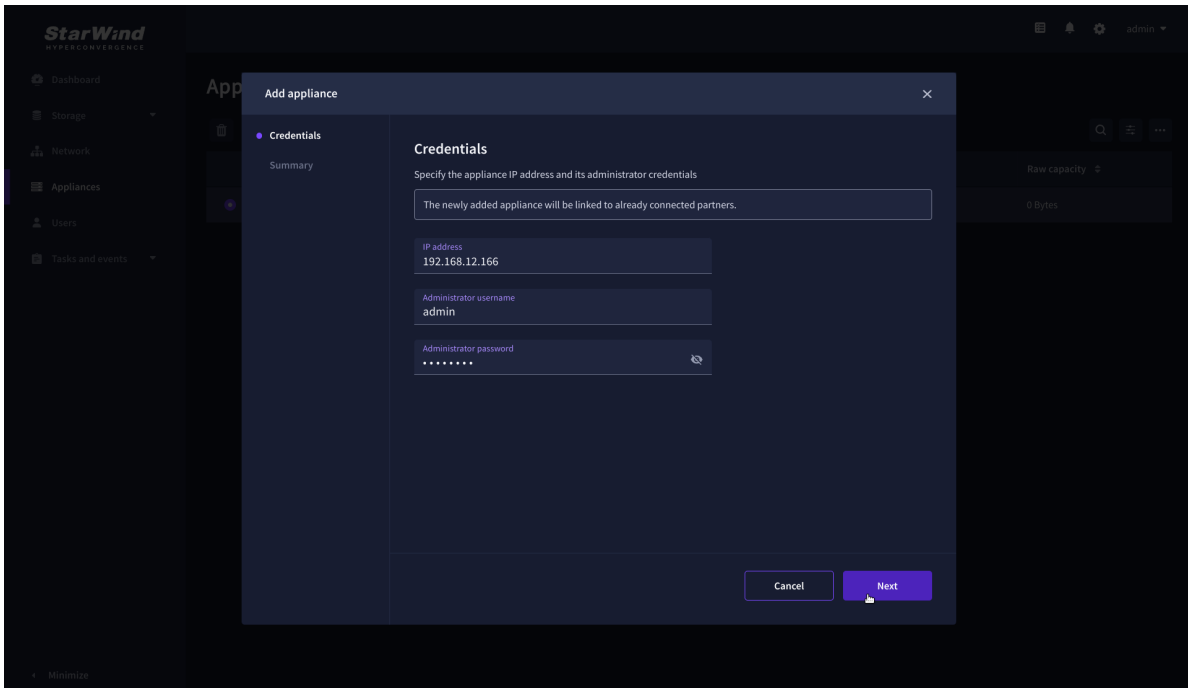 StarWind
HYPERCONVERGENCE
admin
Dashboard
Storage
Network
Appliances
Users
Tasks and events
Minimize
App
Raw capacity
0 Bytes
Add appliance
Credentials
Summary
Credentials
Specify the appliance IP address and its administrator credentials
The newly added appliance will be linked to already connected partners.
IP address
192.168.12.166
Administrator username
admin
Administrator password
••••••••
Cancel
Next